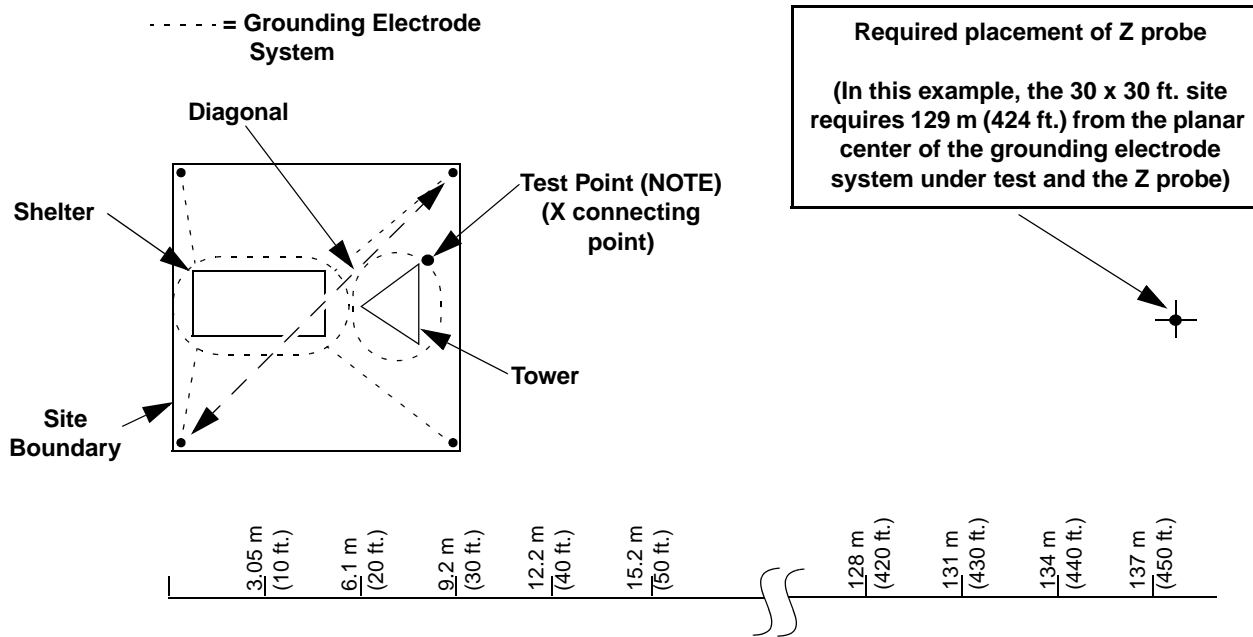 - - - - - - - = Grounding Electrode
System
Required placement of Z probe
(In this example, the 30 x 30 ft. site
requires 129 m (424 ft.) from the planar
center of the grounding electrode
system under test and the Z probe)
Diagonal
Test Point (NOTE)
(X connecting
point)
Shelter
Tower
Site
Boundary
3.05 m
(10 ft.)
6.1 m
(20 ft.)
9.2 m
(30 ft.)
12.2 m
(40 ft.)
15.2 m
(50 ft.)
128 m
(420 ft.)
131 m
(430 ft.)
134 m
(440 ft.)
137 m
(450 ft.)